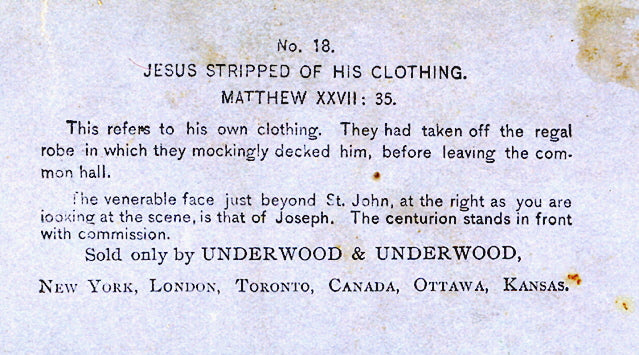 No. 18.
JESUS STRIPPED OF HIS CLOTHING.
MATTHEW XXVII: 35.
This refers to his own clothing. They had taken off the regal
robe in which they mockingly decked him, before leaving the com-
mon hall.
The venerable face just beyond St. John, at the right as you are
looking at the scene, is that of Joseph. The centurion stands in front
with commission.
Sold only by UNDERWOOD & UNDERWOOD,
NEW YORK, LONDON, TORONTO, CANADA, OTTAWA, KANSAS.